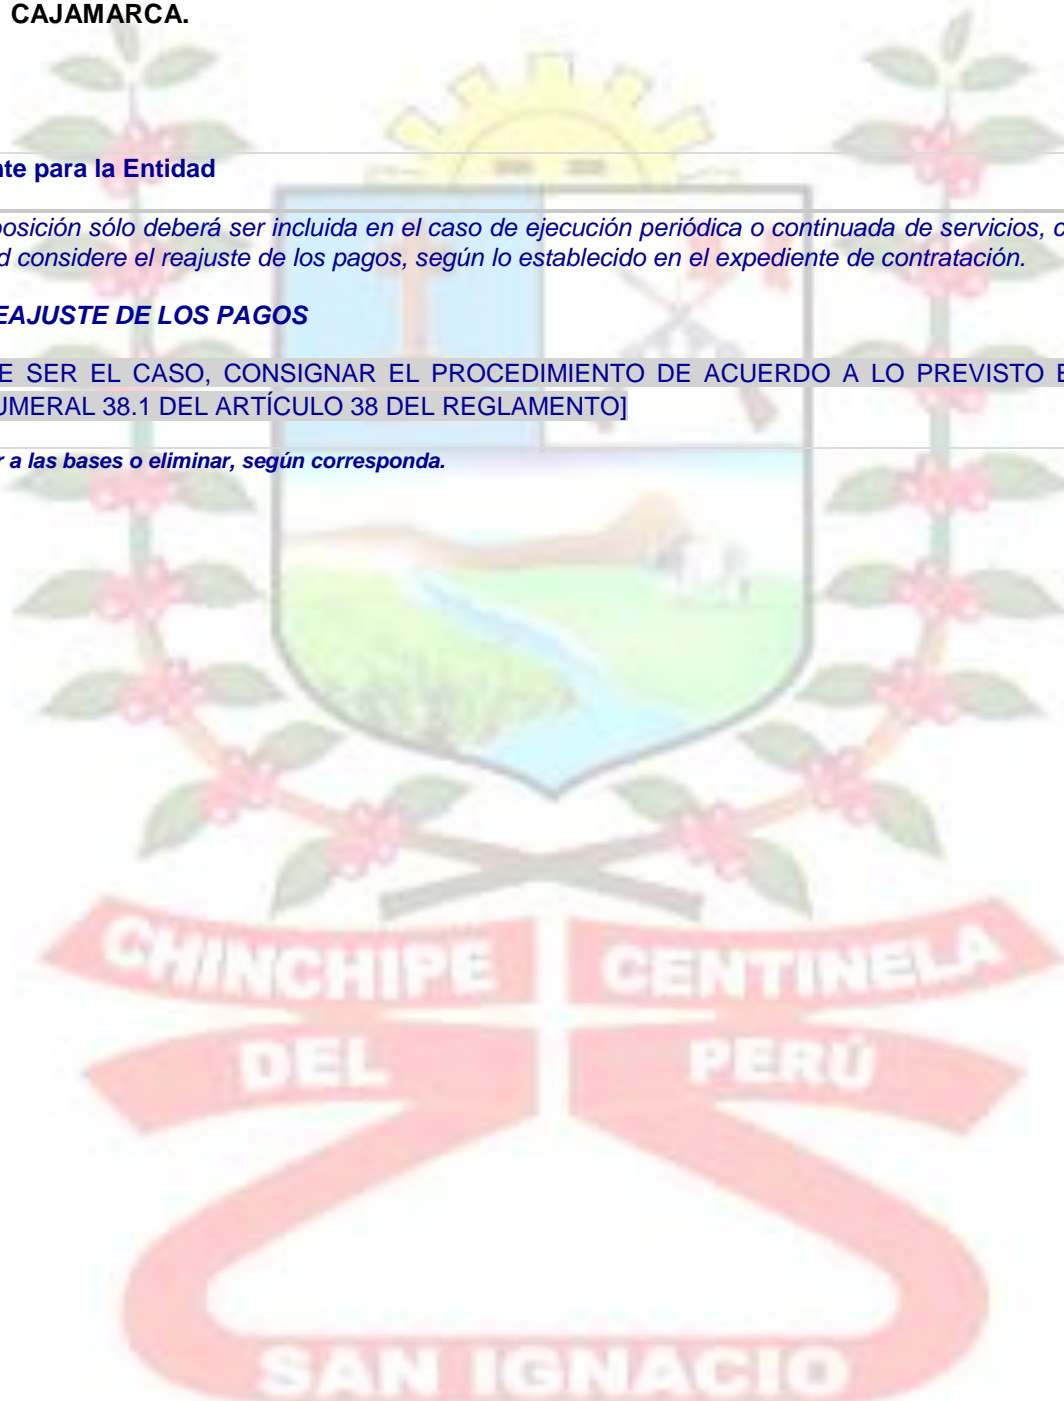 CAJAMARCA.
nte para la Entidad
posición sólo deberá ser incluida en el caso de ejecución periódica o continuada de servicios, c
d considere el reajuste de los pagos, según lo establecido en el expediente de contratación.
EAJUSTE DE LOS PAGOS
E SER EL CASO, CONSIGNAR EL PROCEDIMIENTO DE ACUERDO A LO PREVISTO E
UMERAL 38.1 DEL ARTÍCULO 38 DEL REGLAMENTO]
r a las bases o eliminar, según corresponda.
CHINCHIPE CENTINELA
DEL PERÚ
SAN IGNACIO